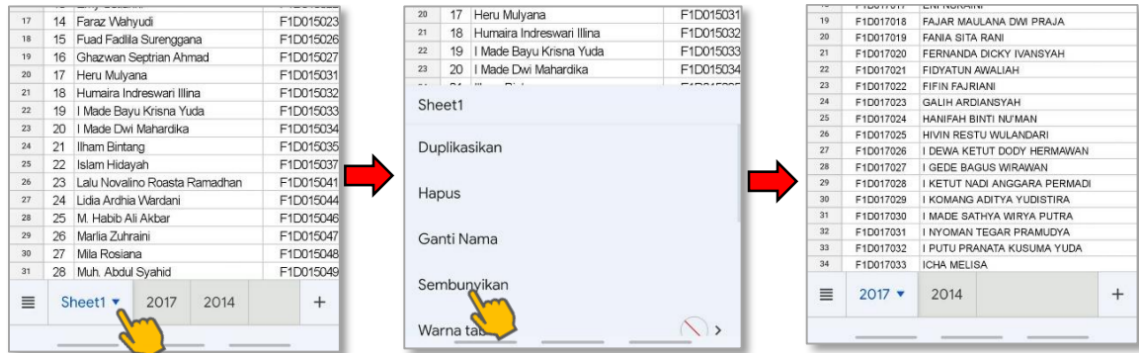 17 14 Faraz Wahyudi F1D015023
18 15 Fuad Fadlila Surenggana F1D015026
19 16 Ghazwan Septrian Ahmad F1D015027
20 17 Heru Mulyana F1D015031
21 18 Humaira Indreswari Illina F1D015032
22 19 I Made Bayu Krisna Yuda F1D015033
23 20 I Made Dwi Mahardika F1D015034
24 21 Ilham Bintang F1D015035
25 22 Islam Hidayah F1D015037
26 23 Lalu Novalino Roasta Ramadhan F1D015041
27 24 Lidia Ardhia Wardani F1D015044
28 25 M. Habib Ali Akbar F1D015046
29 26 Marlia Zuhraini F1D015047
30 27 Mila Rosiana F1D015048
31 28 Muh. Abdul Syahid F1D015049
Sheet1 2017 2014 +
20 17 Heru Mulyana F1D015031
21 18 Humaira Indreswari Illina F1D015032
22 19 I Made Bayu Krisna Yuda F1D015033
23 20 I Made Dwi Mahardika F1D015034
Sheet1
Duplikasikan
Hapus
Ganti Nama
Sembunyikan
Warna tab
19 F1D017018 FAJAR MAULANA DWI PRAJA
20 F1D017019 FANIA SITA RANI
21 F1D017020 FERNANDA DICKY IVANSYAH
22 F1D017021 FIDYATUN AWALIAH
23 F1D017022 FIFIN FAJRIANI
24 F1D017023 GALIH ARDIANSYAH
25 F1D017024 HANIFAH BINTI NU'MAN
26 F1D017025 HIVIN RESTU WULANDARI
27 F1D017026 I DEWA KETUT DODY HERMAWAN
28 F1D017027 I GEDE BAGUS WIRAWAN
29 F1D017028 I KETUT NADI ANGGARA PERMADI
30 F1D017029 I KOMANG ADITYA YUDISTIRA
31 F1D017030 I MADE SATHYA WIRYA PUTRA
32 F1D017031 I NYOMAN TEGAR PRAMUDYA
33 F1D017032 I PUTU PRANATA KUSUMA YUDA
34 F1D017033 ICHA MELISA
2017 2014 +